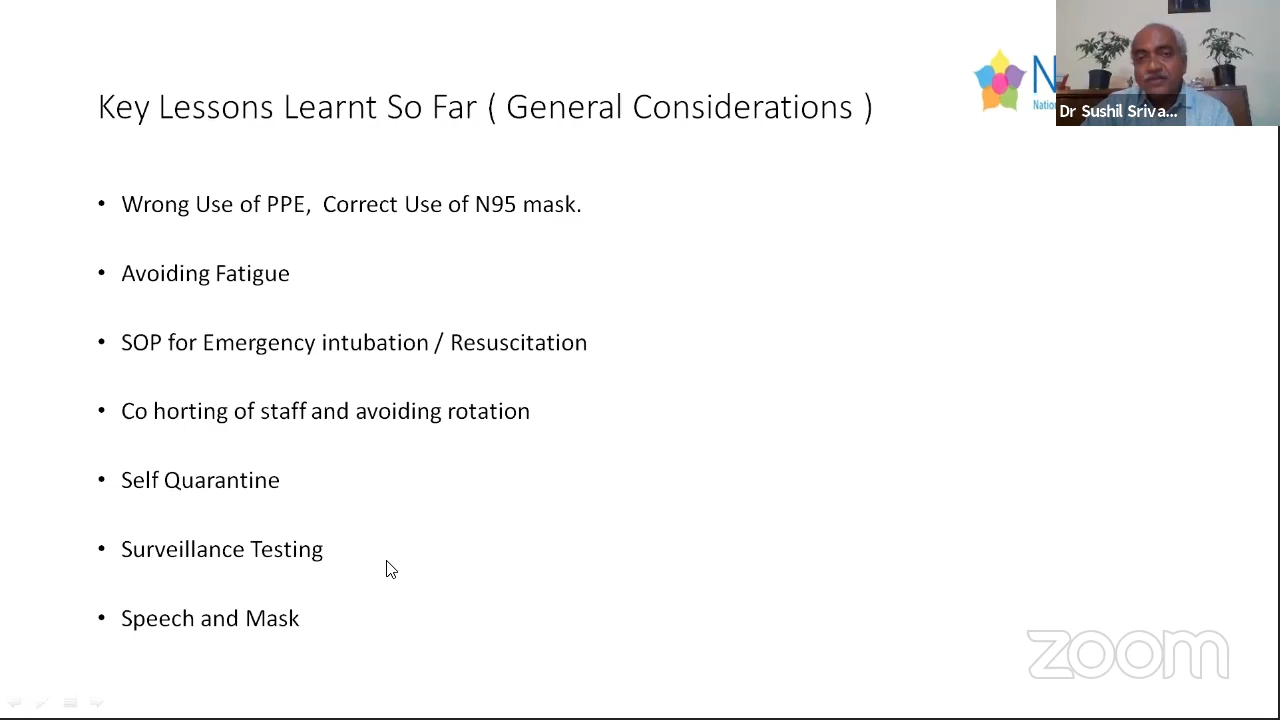 Key Lessons Learnt So Far ( General Considerations )
N
Nation
Dr Sushil Sriva...
• Wrong Use of PPE,  Correct Use of N95 mask.
• Avoiding Fatigue
• SOP for Emergency intubation / Resuscitation
• Co horting of staff and avoiding rotation
• Self Quarantine
• Surveillance Testing
• Speech and Mask
zoom